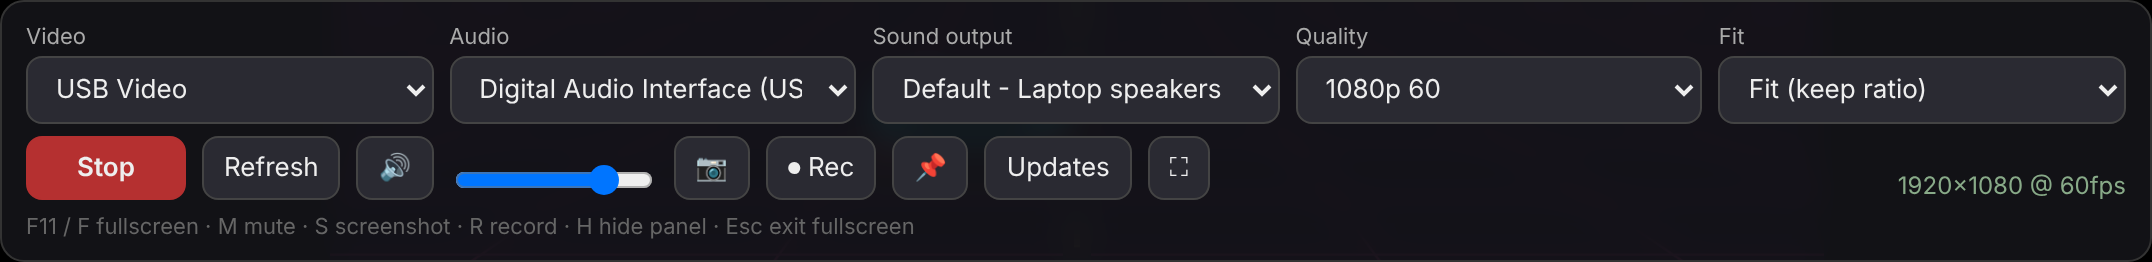 Video Audio Sound output Quality Fit
USB Video Digital Audio Interface (US Default - Laptop speakers 1080p 60 Fit (keep ratio)
Stop Refresh Rec Updates
1920×1080 @ 60fps
F11 / F fullscreen · M mute · S screenshot · R record · H hide panel · Esc exit fullscreen